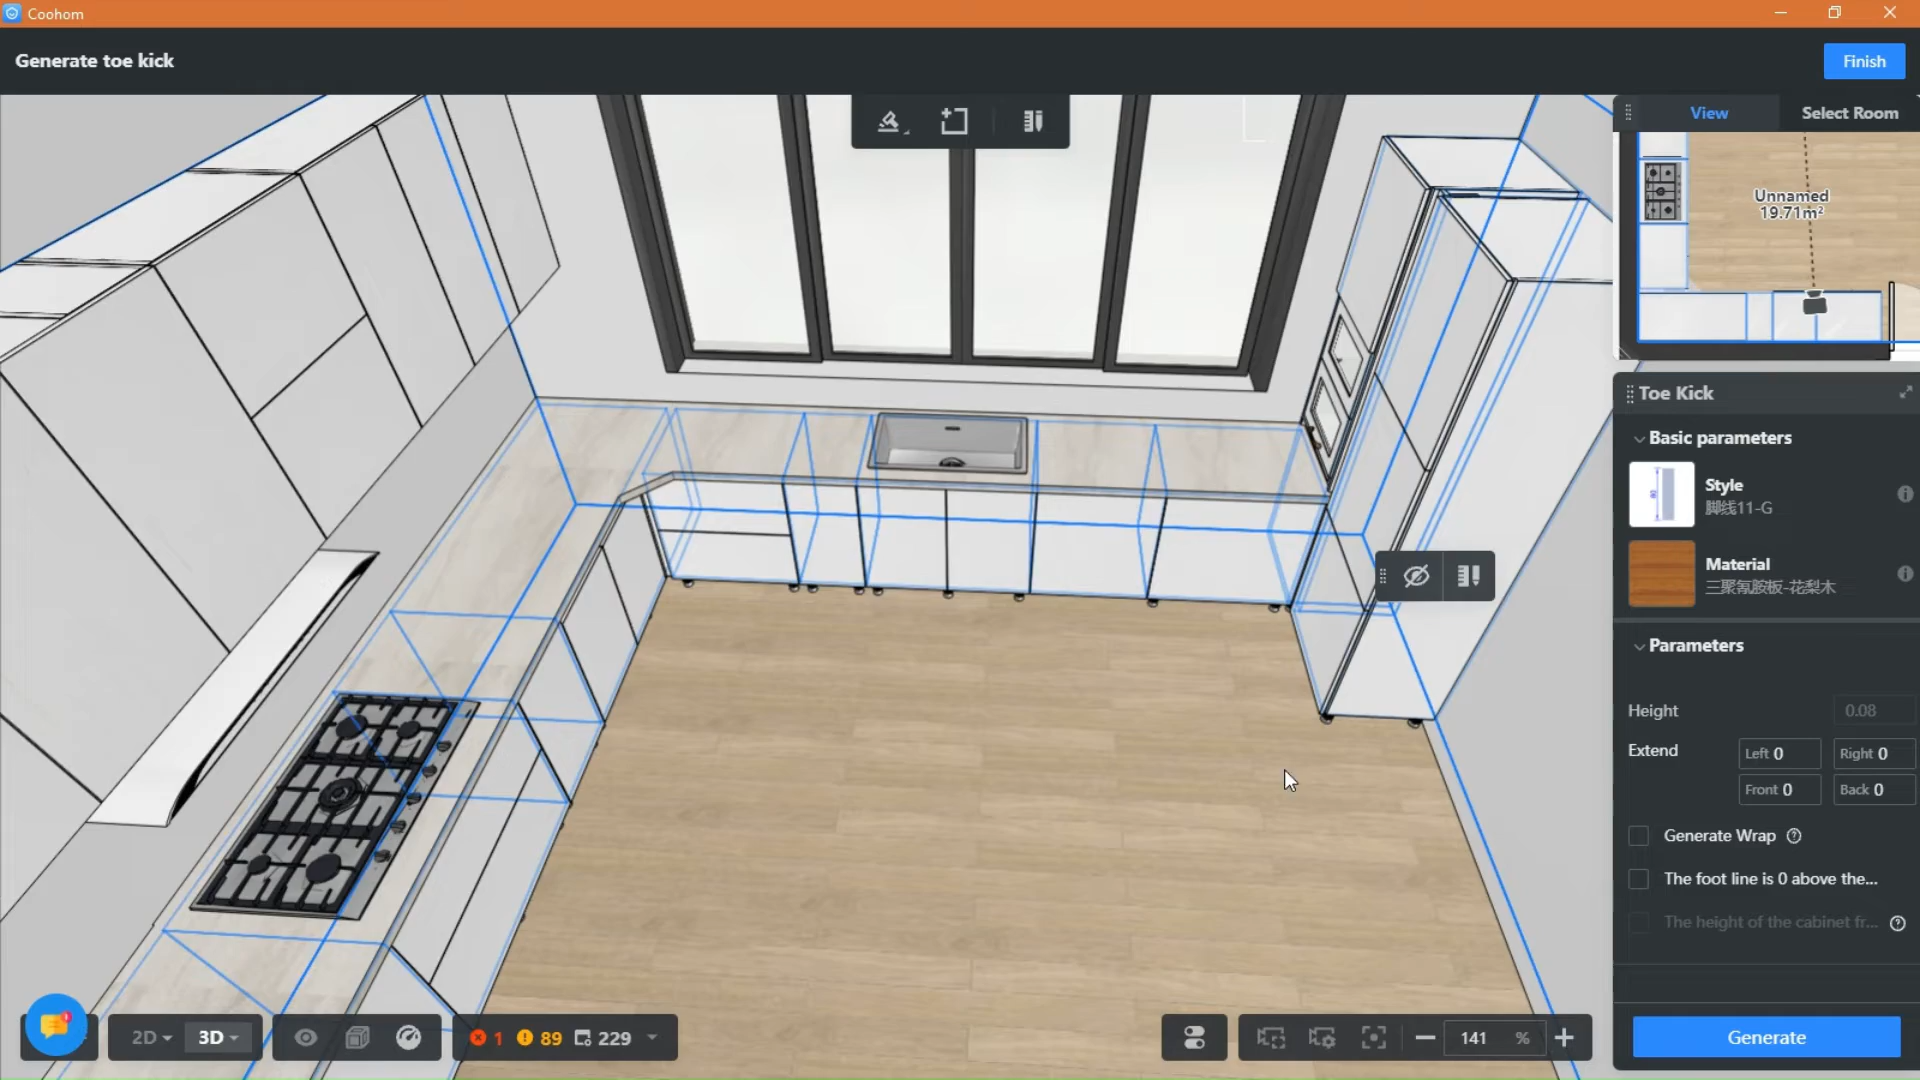 Coohom
Generate toe kick
Finish
View
Select Room
Unnamed
19.71m²
Toe Kick
Basic parameters
Style
脚线11-G
80
Material
三聚氰胺板-花梨木
Parameters
Height
0.08
Extend
Left 0
Right 0
Front 0
Back 0
Generate Wrap
The foot line is 0 above the...
The height of the cabinet fr...
Generate
2D
3D
1
89
229
141 %